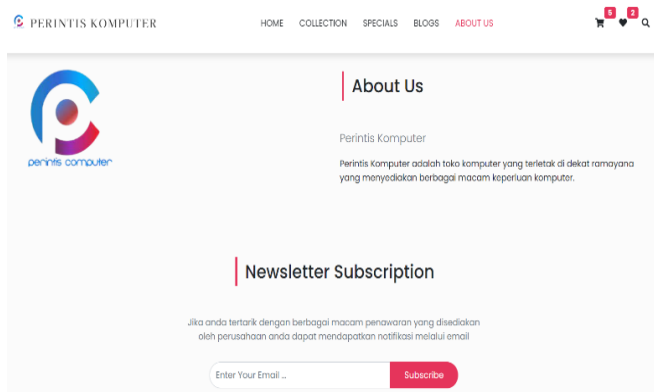 PERINTIS KOMPUTER
HOME COLLECTION SPECIALS BLOGS ABOUT US
5 2
perintis computer
About Us
Perintis Komputer
Perintis Komputer adalah toko komputer yang terletak di dekat ramayana
yang menyediakan berbagai macam keperluan komputer.
Newsletter Subscription
Jika anda tertarik dengan berbagai macam penawaran yang disediakan
oleh perusahaan anda dapat mendapatkan notifikasi melalui email
Enter Your Email .. Subscribe